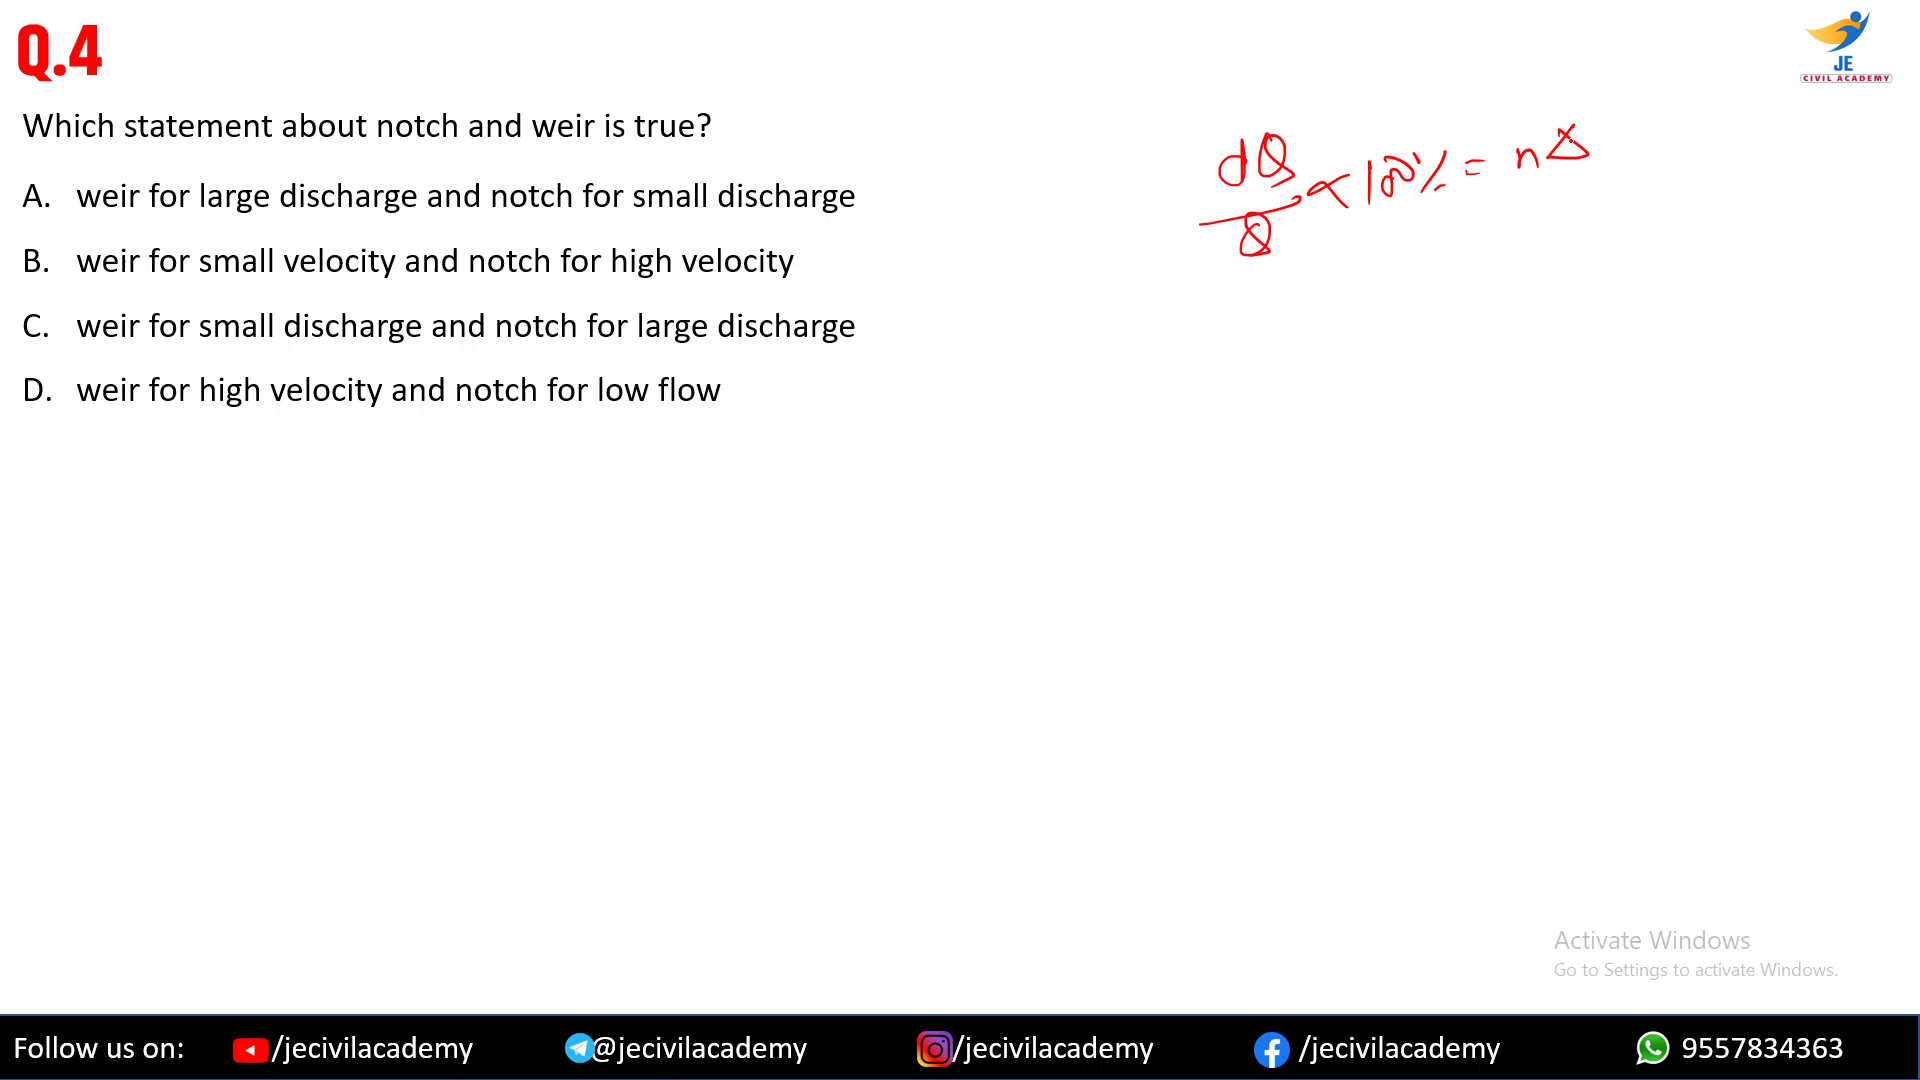 Q.4
JE
CIVIL ACADEMY
Which statement about notch and weir is true?
A. weir for large discharge and notch for small discharge
B. weir for small velocity and notch for high velocity
C. weir for small discharge and notch for large discharge
D. weir for high velocity and notch for low flow
dQ/Q × 100% = n Δ
Activate Windows
Go to Settings to activate Windows.
Follow us on: /jecivilacademy @jecivilacademy /jecivilacademy /jecivilacademy 9557834363